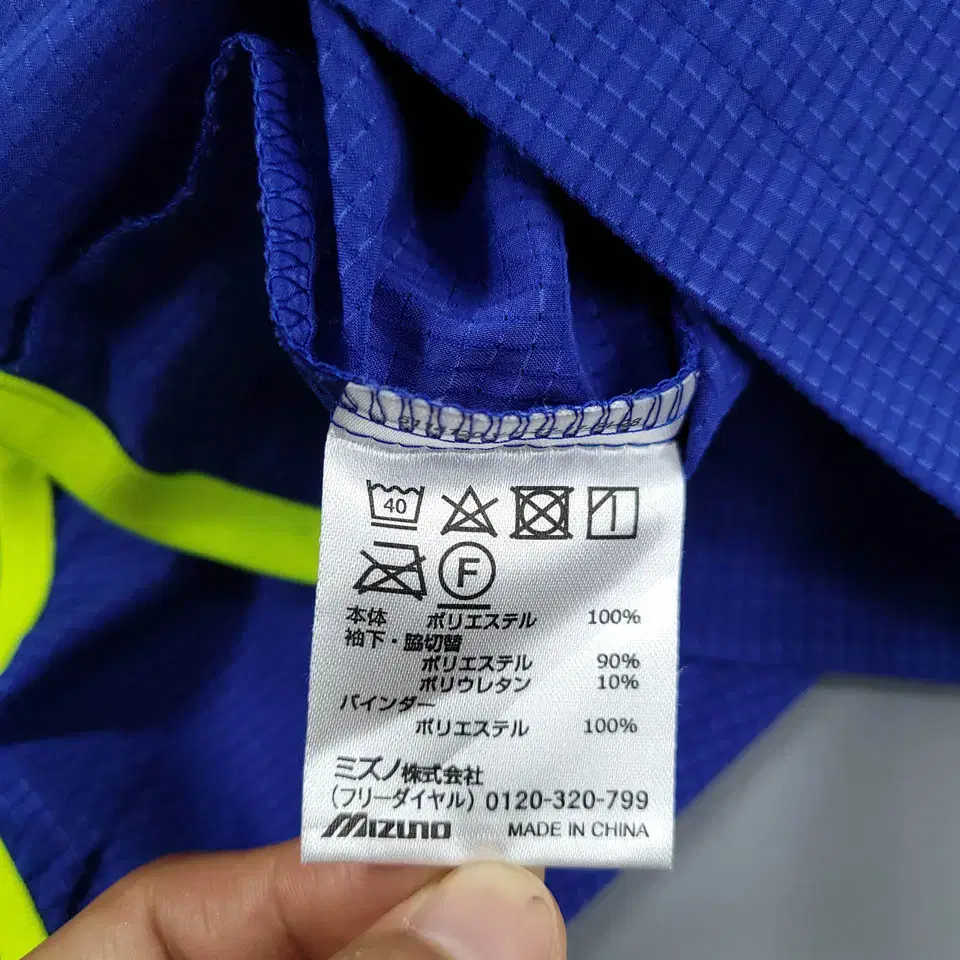 40
F
本体 ポリエステル 100%
袖下・脇切替
ポリエステル 90%
ポリウレタン 10%
バインダー
ポリエステル 100%
ミズノ株式会社
(フリーダイヤル) 0120-320-799
MIZUNO MADE IN CHINA